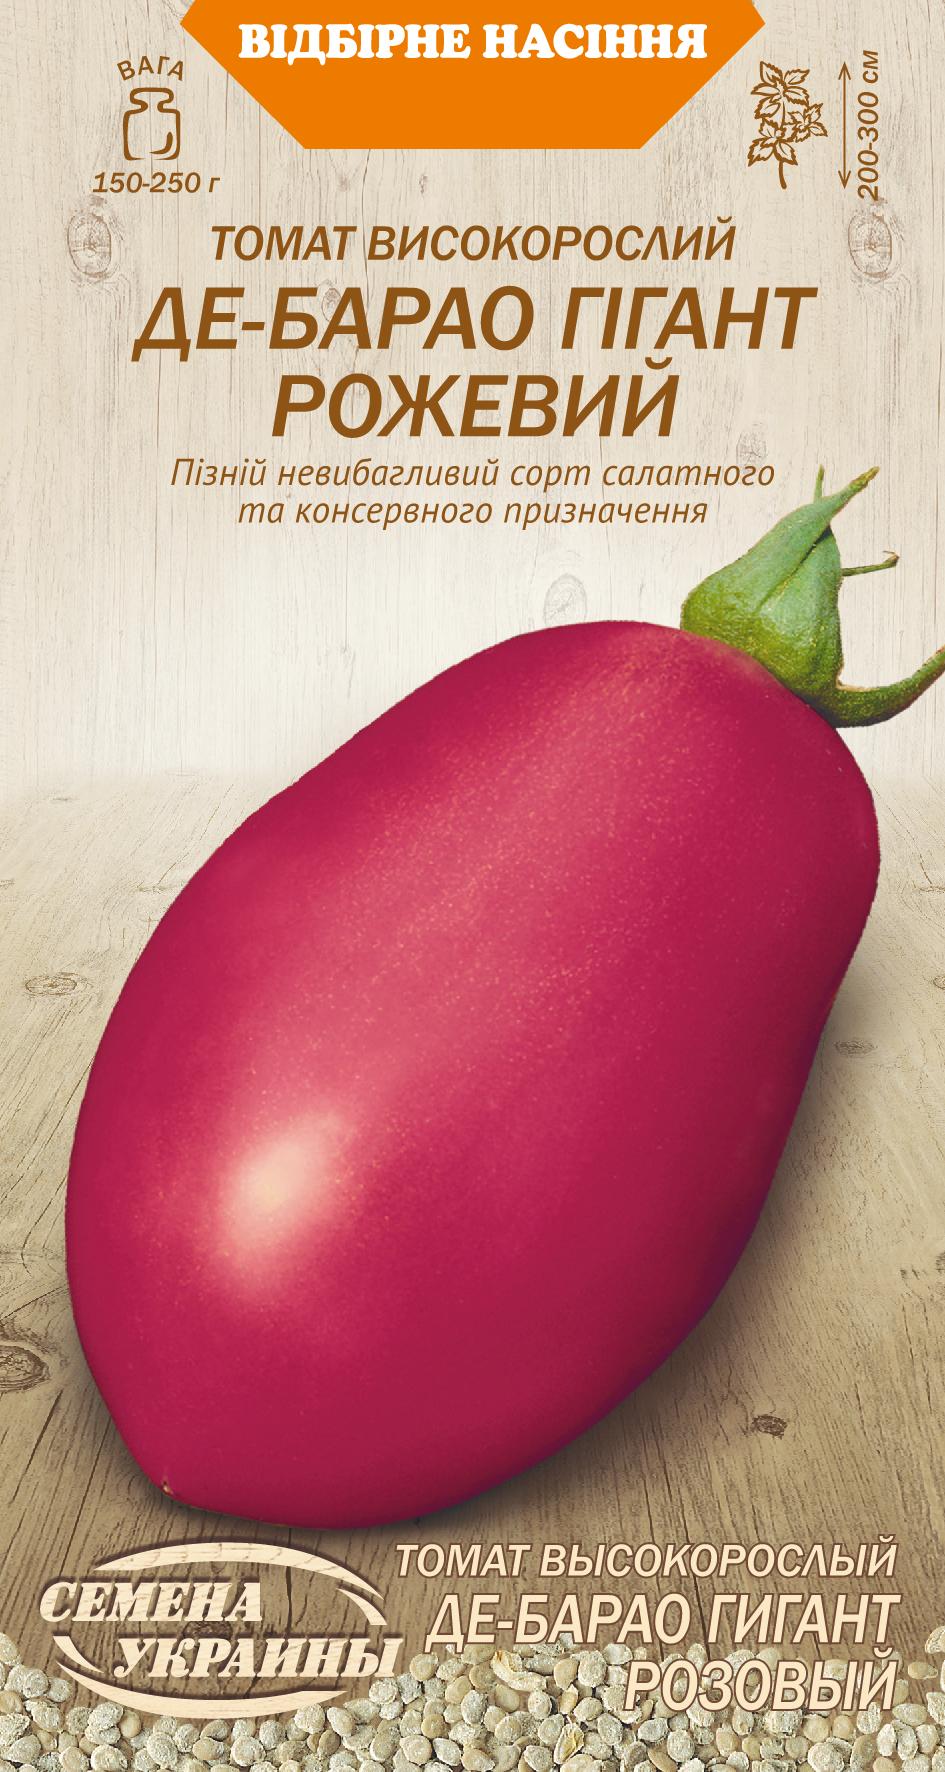 ВІДБІРНЕ НАСІННЯ
ВАГА
150-250 г
200-300 см
ТОМАТ ВИСОКОРОСЛИЙ
ДЕ-БАРАО ГІГАНТ
РОЖЕВИЙ
Пізній невибагливий сорт салатного
та консервного призначення
СЕМЕНА
УКРАИНЫ
ТОМАТ ВЫСОКОРОСЛЫЙ
ДЕ-БАРАО ГИГАНТ
РОЗОВЫЙ